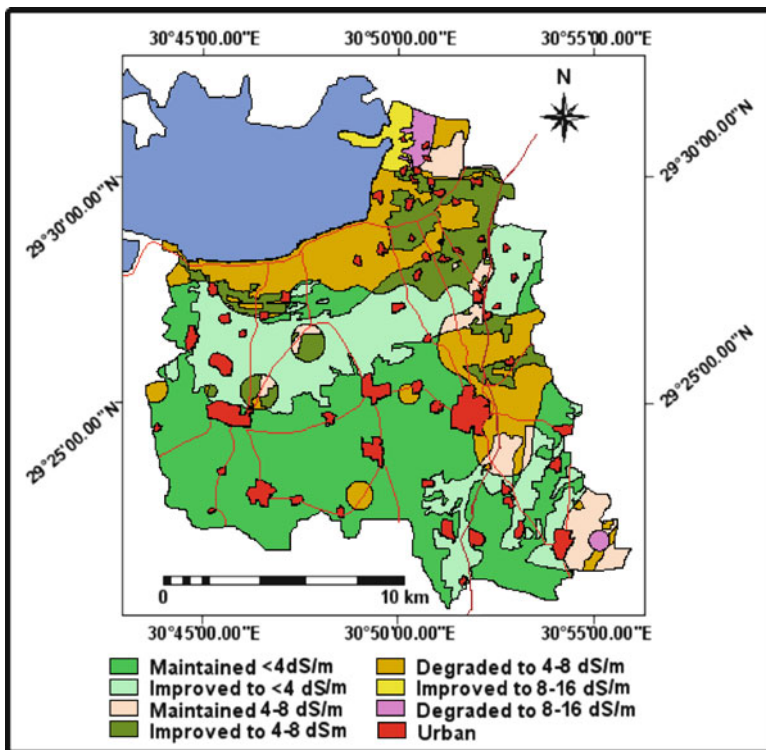 30°45'00.00"E 30°50'00.00"E 30°55'00.00"E
N
29°30'00.00"N 29°30'00.00"N
29°25'00.00"N 29°25'00.00"N
0 10 km
30°45'00.00"E 30°50'00.00"E 30°55'00.00"E
Maintained <4dS/m Degraded to 4-8 dS/m
Improved to <4 dS/m Improved to 8-16 dS/m
Maintained 4-8 dS/m Degraded to 8-16 dS/m
Improved to 4-8 dSm Urban